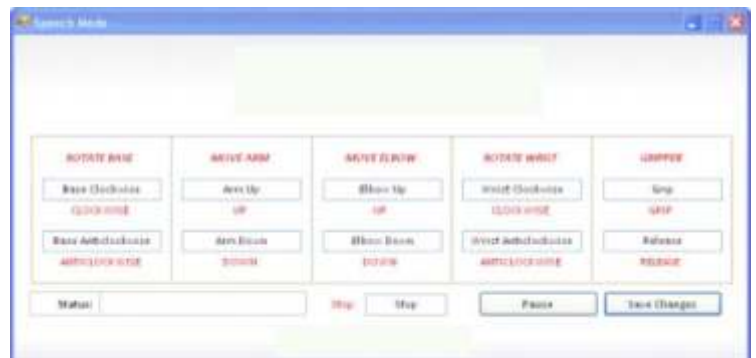 Speech Mode
ROTATE BASE MOVE ARM MOVE ELBOW ROTATE WRIST GRIPPER
Base Clockwise Arm Up Elbow Up Wrist Clockwise Grip
CLOCKWISE UP UP CLOCKWISE GRIP
Base Anticlockwise Arm Down Elbow Down Wrist Anticlockwise Release
ANTICLOCKWISE DOWN DOWN ANTICLOCKWISE RELEASE
Status: Stop Stop Pause Save Changes